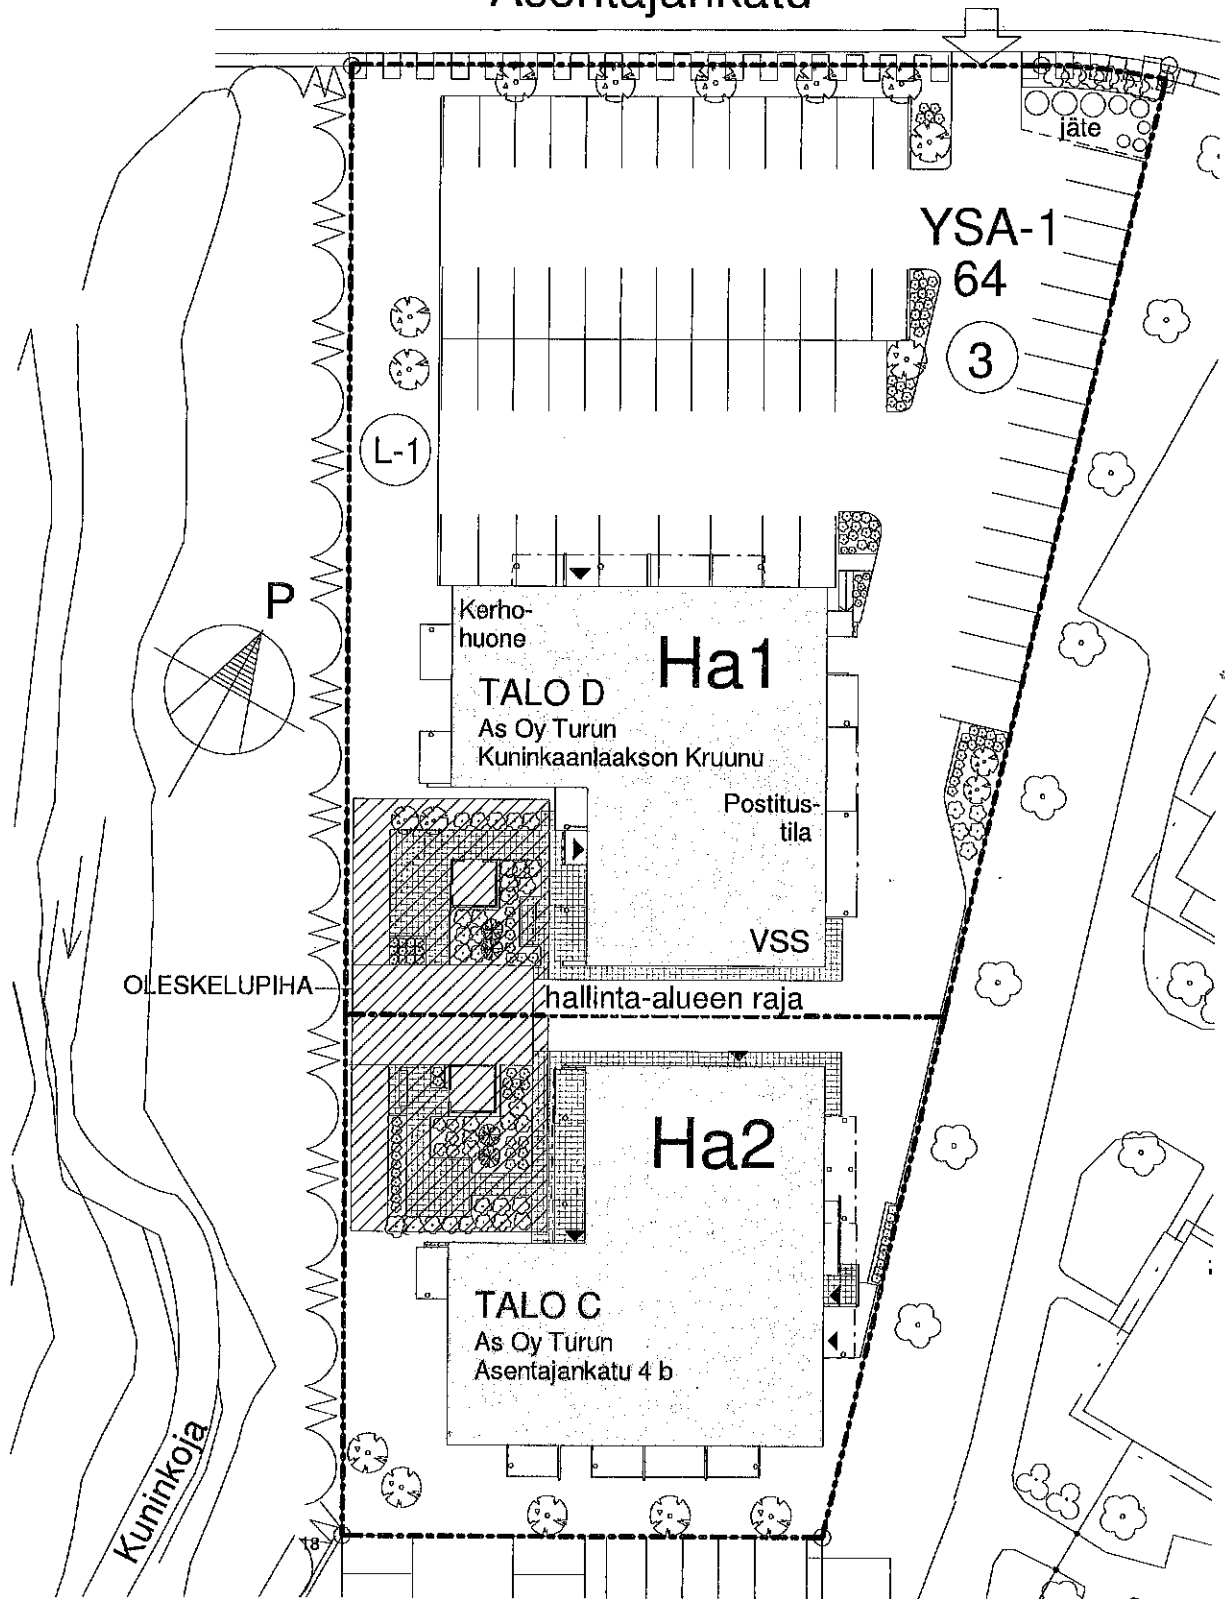 Asentajankatu
jäte
YSA-1
64
3
L-1
P
Kerho-
huone
Ha1
TALO D
As Oy Turun
Kuninkaanlaakson Kruunu
Postitus-
tila
VSS
OLESKELUPIHA
hallinta-alueen raja
Ha2
TALO C
As Oy Turun
Asentajankatu 4 b
Kuninkoja
18